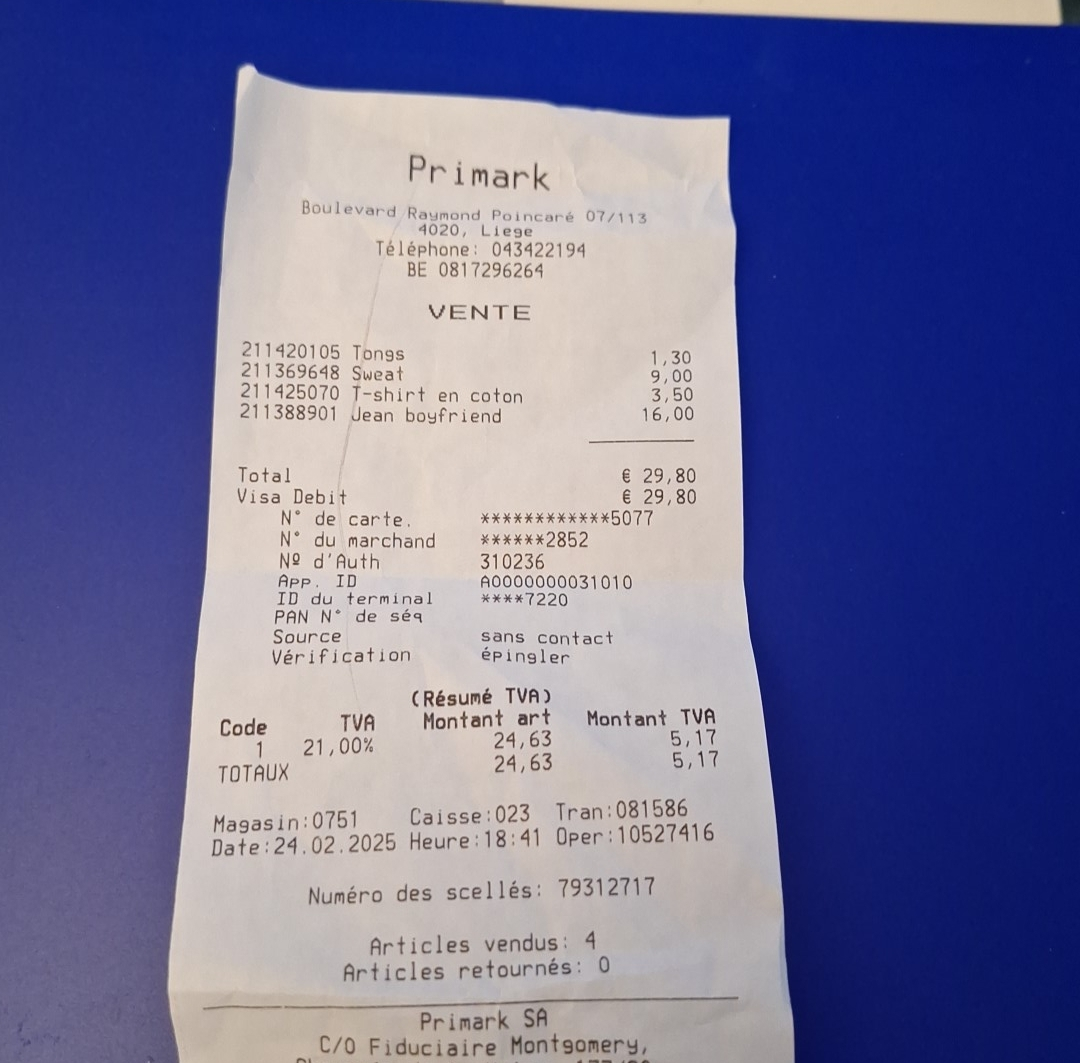 Primark
Boulevard Raymond Poincaré 07/113
4020, Liege
Téléphone: 043422194
BE 0817296264
VENTE
211420105 Tongs 1,30
211369648 Sweat 9,00
211425070 T-shirt en coton 3,50
211388901 Jean boyfriend 16,00
Total € 29,80
Visa Debit € 29,80
N° de carte. ************5077
N° du marchand ******2852
Nº d'Auth 310236
App. ID A0000000031010
ID du terminal ****7220
PAN N° de séq
Source sans contact
Vérification épingler
(Résumé TVA)
Code TVA Montant art Montant TVA
1 21,00% 24,63 5,17
TOTAUX 24,63 5,17
Magasin:0751 Caisse:023 Tran:081586
Date:24.02.2025 Heure:18:41 Oper:10527416
Numéro des scellés: 79312717
Articles vendus: 4
Articles retournés: 0
Primark SA
C/O Fiduciaire Montgomery,